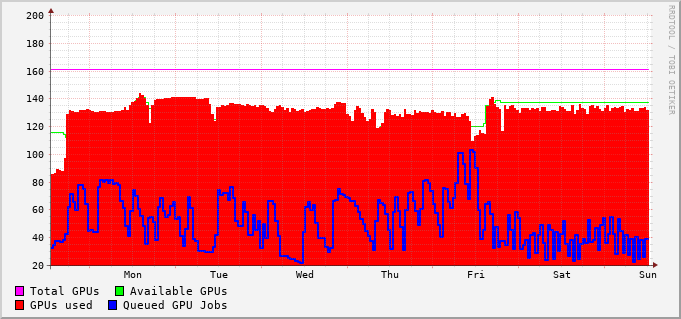 200
180
160
140
120
100
80
60
40
20
Mon Tue Wed Thu Fri Sat Sun
Total GPUs Available GPUs
GPUs used Queued GPU Jobs
RRDTOOL / TOBI OETIKER